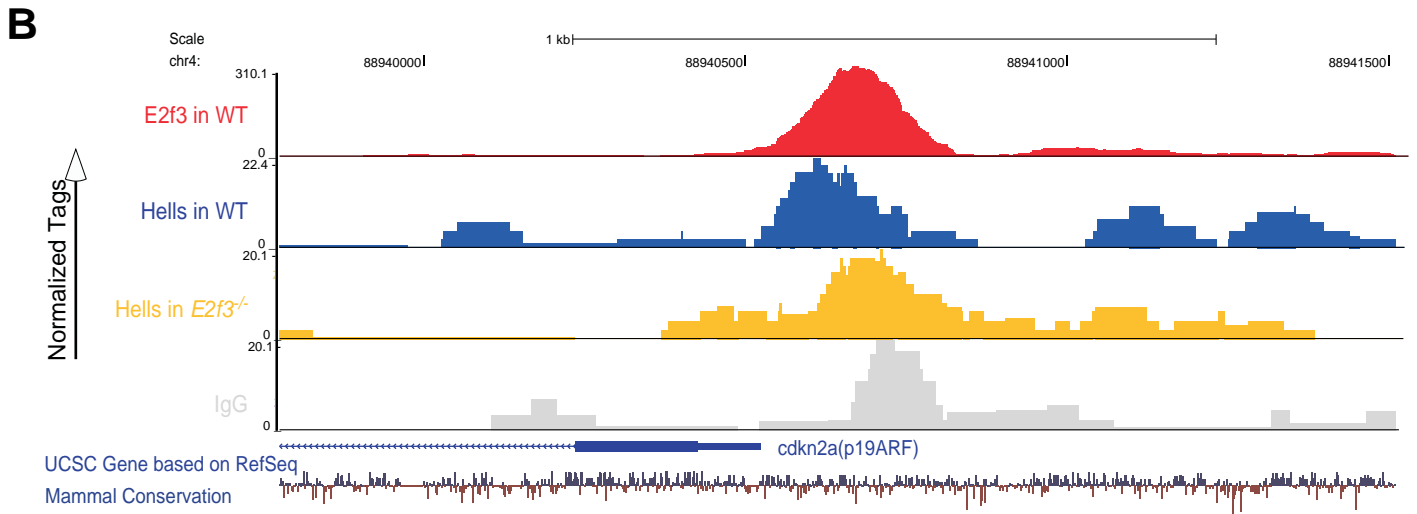 B
Scale 1 kb
chr4: 88940000 88940500 88941000 88941500
310.1
E2f3 in WT
0
22.4
Hells in WT
0
20.1
Hells in E2f3-/-
0
20.1
IgG
0
Normalized Tags
cdkn2a(p19ARF)
UCSC Gene based on RefSeq
Mammal Conservation